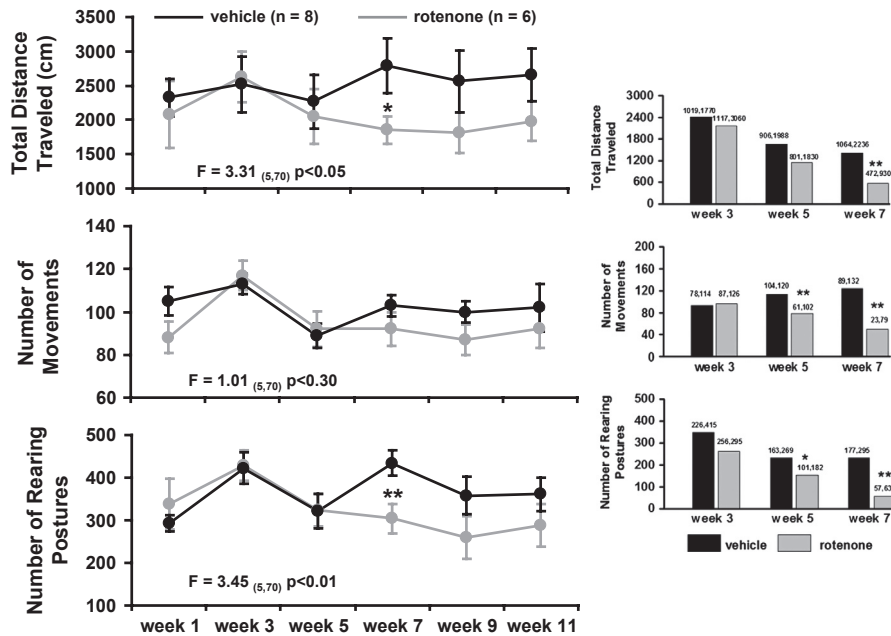 vehicle (n = 8) rotenone (n = 6)
Total Distance
Traveled (cm)
3500
3000
2500
2000
1500
1000
*
F = 3.31 (5,70) p<0.05
Number of
Movements
140
120
100
80
60
F = 1.01 (5,70) p<0.30
Number of Rearing
Postures
500
400
300
200
100
**
F = 3.45 (5,70) p<0.01
week 1 week 3 week 5 week 7 week 9 week 11
Total Distance
Traveled
3000
2400
1800
1200
600
0
1019,1770
1117,3060
906,1988
801,1830
1064,2236
**
472,930
week 3 week 5 week 7
Number of
Movements
200
160
120
80
40
0
78,114 87,126
104,120
**
61,102
89,132
**
23,79
week 3 week 5 week 7
Number of Rearing
Postures
500
400
300
200
100
0
226,415
256,295
163,269
*
101,182
177,295
**
57,63
week 3 week 5 week 7
vehicle rotenone